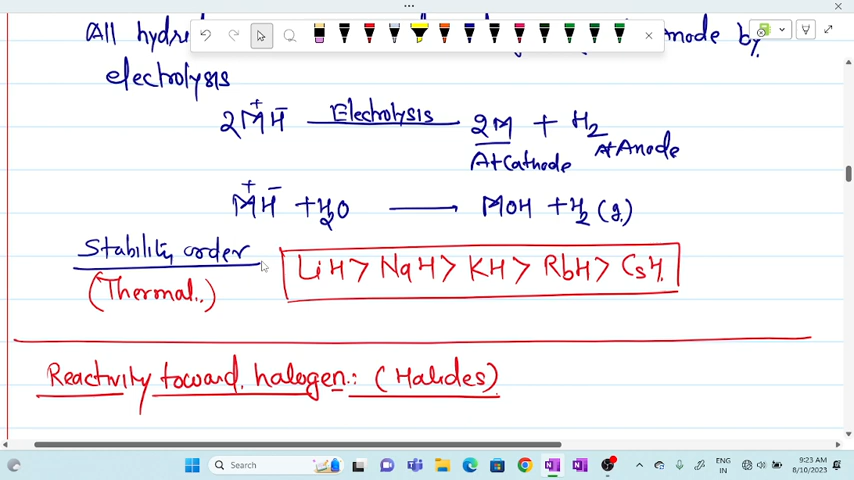 All hydr Anode by
electrolysis
2M⁺H⁻ Electrolysis 2M + H₂
At Cathode At Anode
M⁺H⁻ + H₂O → MOH + H₂ (g)
Stability order
(Thermal..)
LiH > NaH > KH > RbH > CsH.
Reactivity toward. halogen.: (Halides)
Search
ENG
IN
9:23 AM
8/10/2023